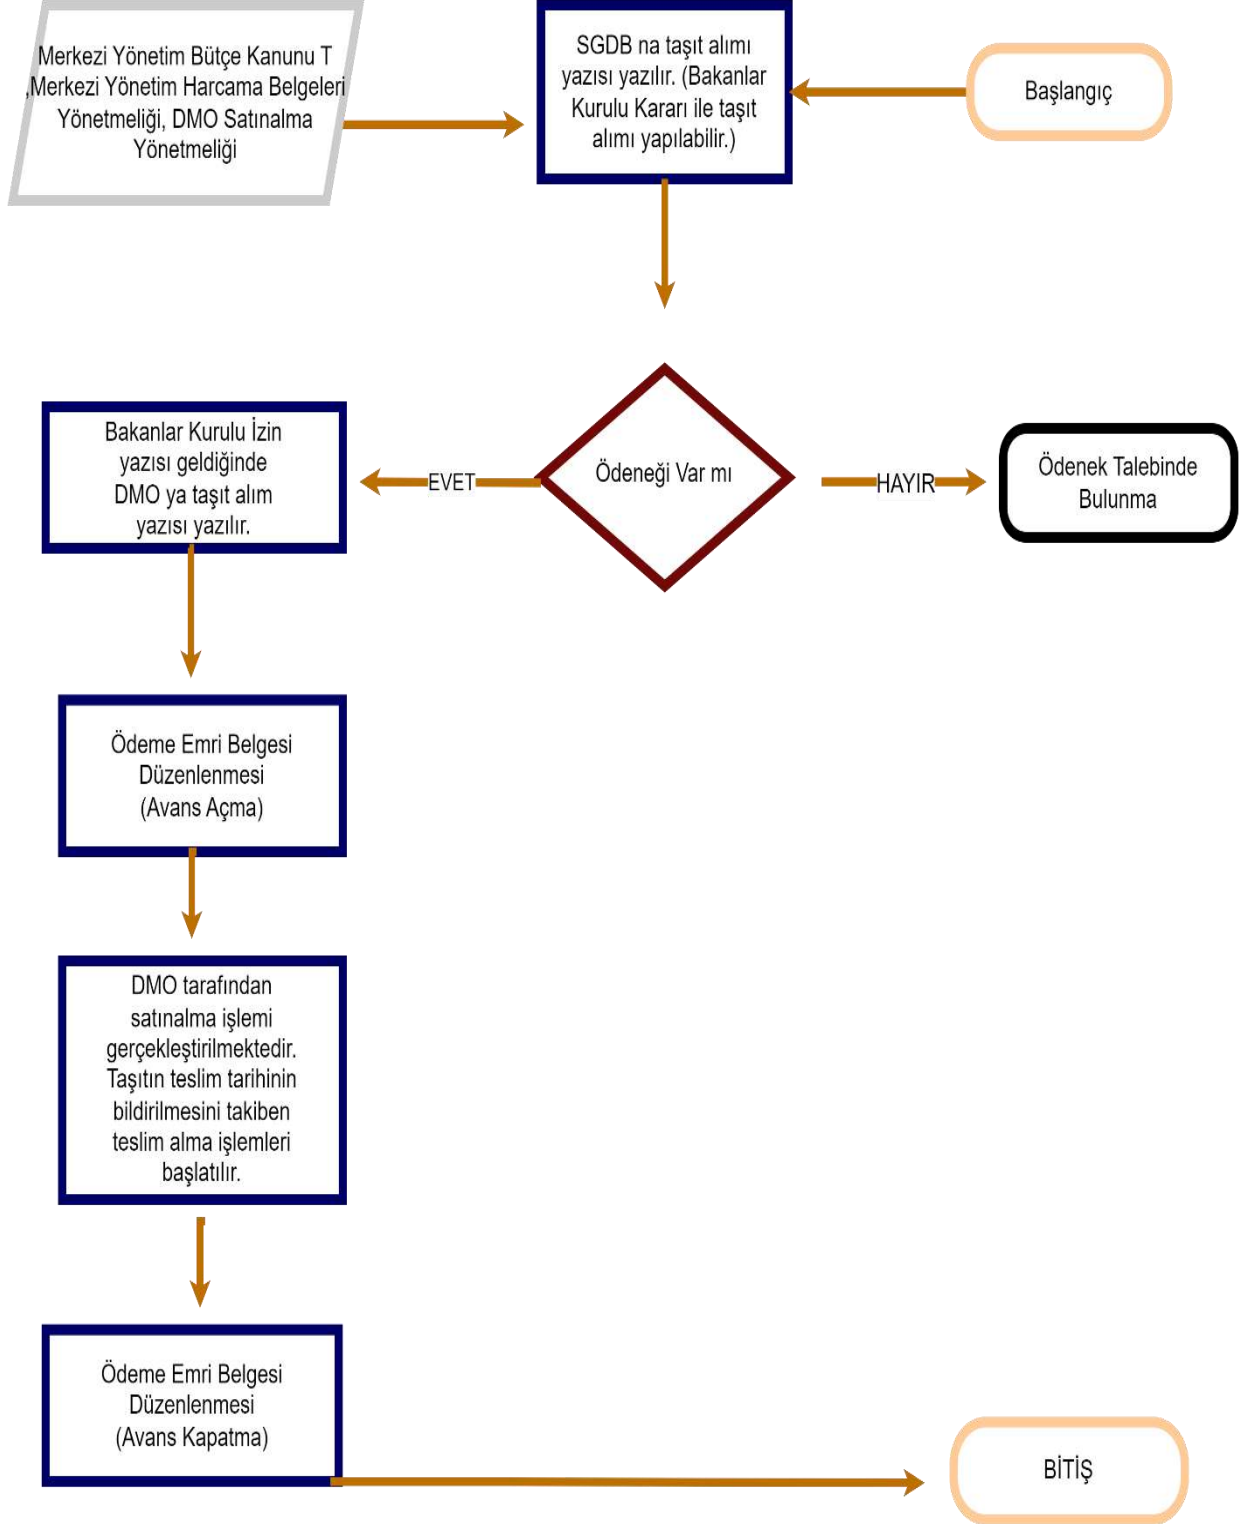 Merkezi Yönetim Bütçe Kanunu T
,Merkezi Yönetim Harcama Belgeleri
Yönetmeliği, DMO Satınalma
Yönetmeliği
SGDB na taşıt alımı
yazısı yazılır. (Bakanlar
Kurulu Kararı ile taşıt
alımı yapılabilir.)
Başlangıç
Bakanlar Kurulu İzin
yazısı geldiğinde
DMO ya taşıt alım
yazısı yazılır.
EVET
Ödeneği Var mı
HAYIR
Ödenek Talebinde
Bulunma
Ödeme Emri Belgesi
Düzenlenmesi
(Avans Açma)
DMO tarafından
satınalma işlemi
gerçekleştirilmektedir.
Taşıtın teslim tarihinin
bildirilmesini takiben
teslim alma işlemleri
başlatılır.
Ödeme Emri Belgesi
Düzenlenmesi
(Avans Kapatma)
BİTİŞ